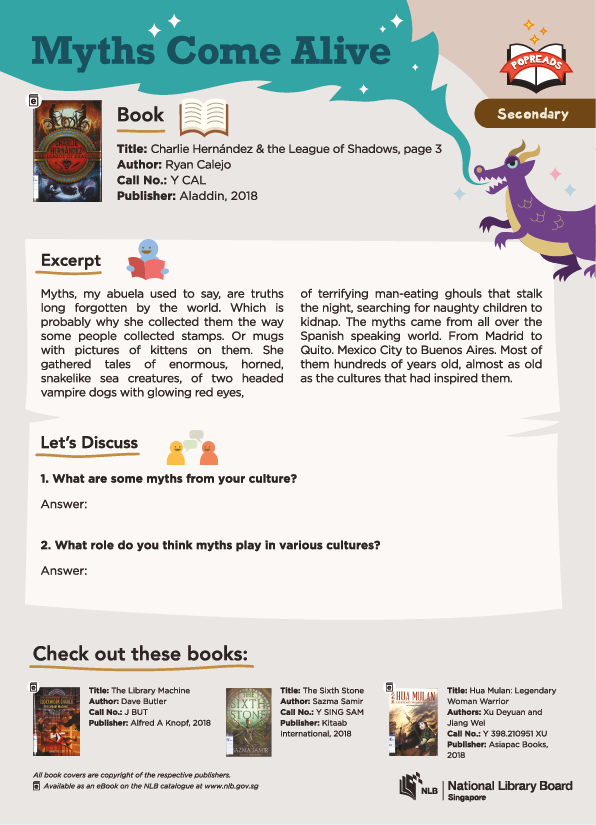 Myths Come Alive
POPREADS
Secondary
Book
Title: Charlie Hernández & the League of Shadows, page 3
Author: Ryan Calejo
Call No.: Y CAL
Publisher: Aladdin, 2018
CHARLIE
HERNÁNDEZ
Excerpt
Myths, my abuela used to say, are truths
long forgotten by the world. Which is
probably why she collected them the way
some people collected stamps. Or mugs
with pictures of kittens on them. She
gathered tales of enormous, horned,
snakelike sea creatures, of two headed
vampire dogs with glowing red eyes,
of terrifying man-eating ghouls that stalk
the night, searching for naughty children to
kidnap. The myths came from all over the
Spanish speaking world. From Madrid to
Quito. Mexico City to Buenos Aires. Most of
them hundreds of years old, almost as old
as the cultures that had inspired them.
Let's Discuss
1. What are some myths from your culture?
Answer:
2. What role do you think myths play in various cultures?
Answer:
Check out these books:
Title: The Library Machine
Author: Dave Butler
Call No.: J BUT
Publisher: Alfred A Knopf, 2018
THE
SIXTH
STONE
Title: The Sixth Stone
Author: Sazma Samir
Call No.: Y SING SAM
Publisher: Kitaab
International, 2018
HUA MULAN
Title: Hua Mulan: Legendary
Woman Warrior
Authors: Xu Deyuan and
Jiang Wei
Call No.: Y 398.210951 XU
Publisher: Asiapac Books,
2018
All book covers are copyright of the respective publishers.
Available as an eBook on the NLB catalogue at www.nlb.gov.sg
NLB
National Library Board
Singapore